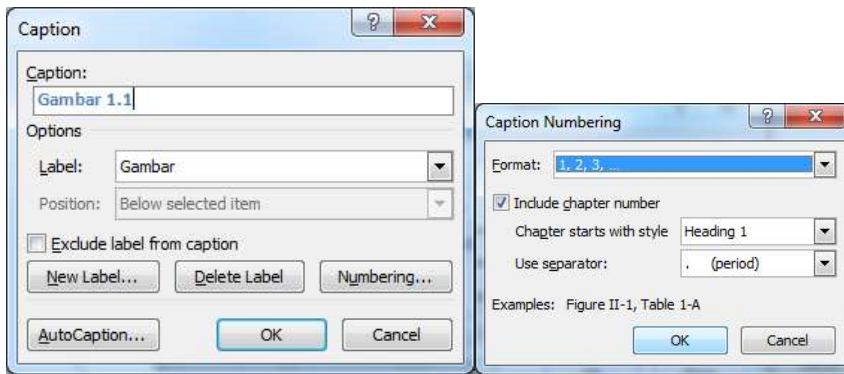 Caption
Caption:
Gambar 1.1
Options
Label: Gambar
Position: Below selected item
Exclude label from caption
New Label... Delete Label Numbering...
AutoCaption... OK Cancel
Caption Numbering
Format: 1, 2, 3, ...
Include chapter number
Chapter starts with style Heading 1
Use separator: . (period)
Examples: Figure II-1, Table 1-A
OK Cancel